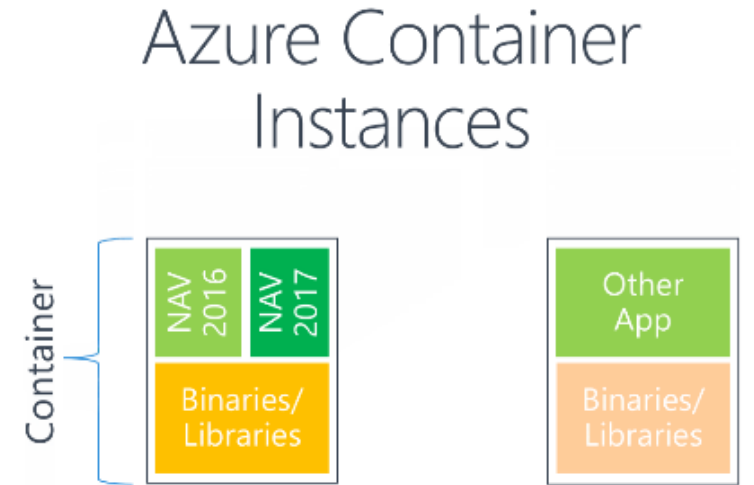 Azure Container
Instances
Container
NAV
2016
NAV
2017
Binaries/
Libraries
Other
App
Binaries/
Libraries